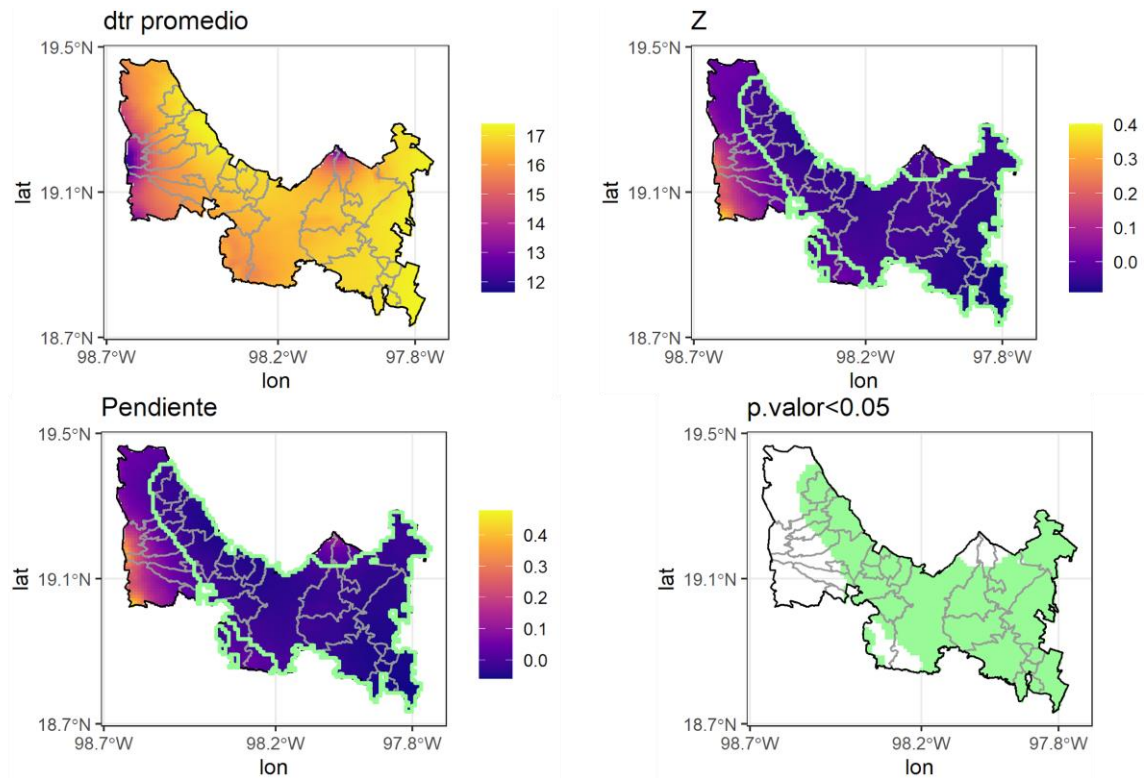 dtr promedio
19.5°N
19.1°N
18.7°N
98.7°W
98.2°W
97.8°W
lat
lon
17
16
15
14
13
12
Z
19.5°N
19.1°N
18.7°N
98.7°W
98.2°W
97.8°W
lat
lon
0.4
0.3
0.2
0.1
0.0
Pendiente
19.5°N
19.1°N
18.7°N
98.7°W
98.2°W
97.8°W
lat
lon
0.4
0.3
0.2
0.1
0.0
p.valor<0.05
19.5°N
19.1°N
18.7°N
98.7°W
98.2°W
97.8°W
lat
lon